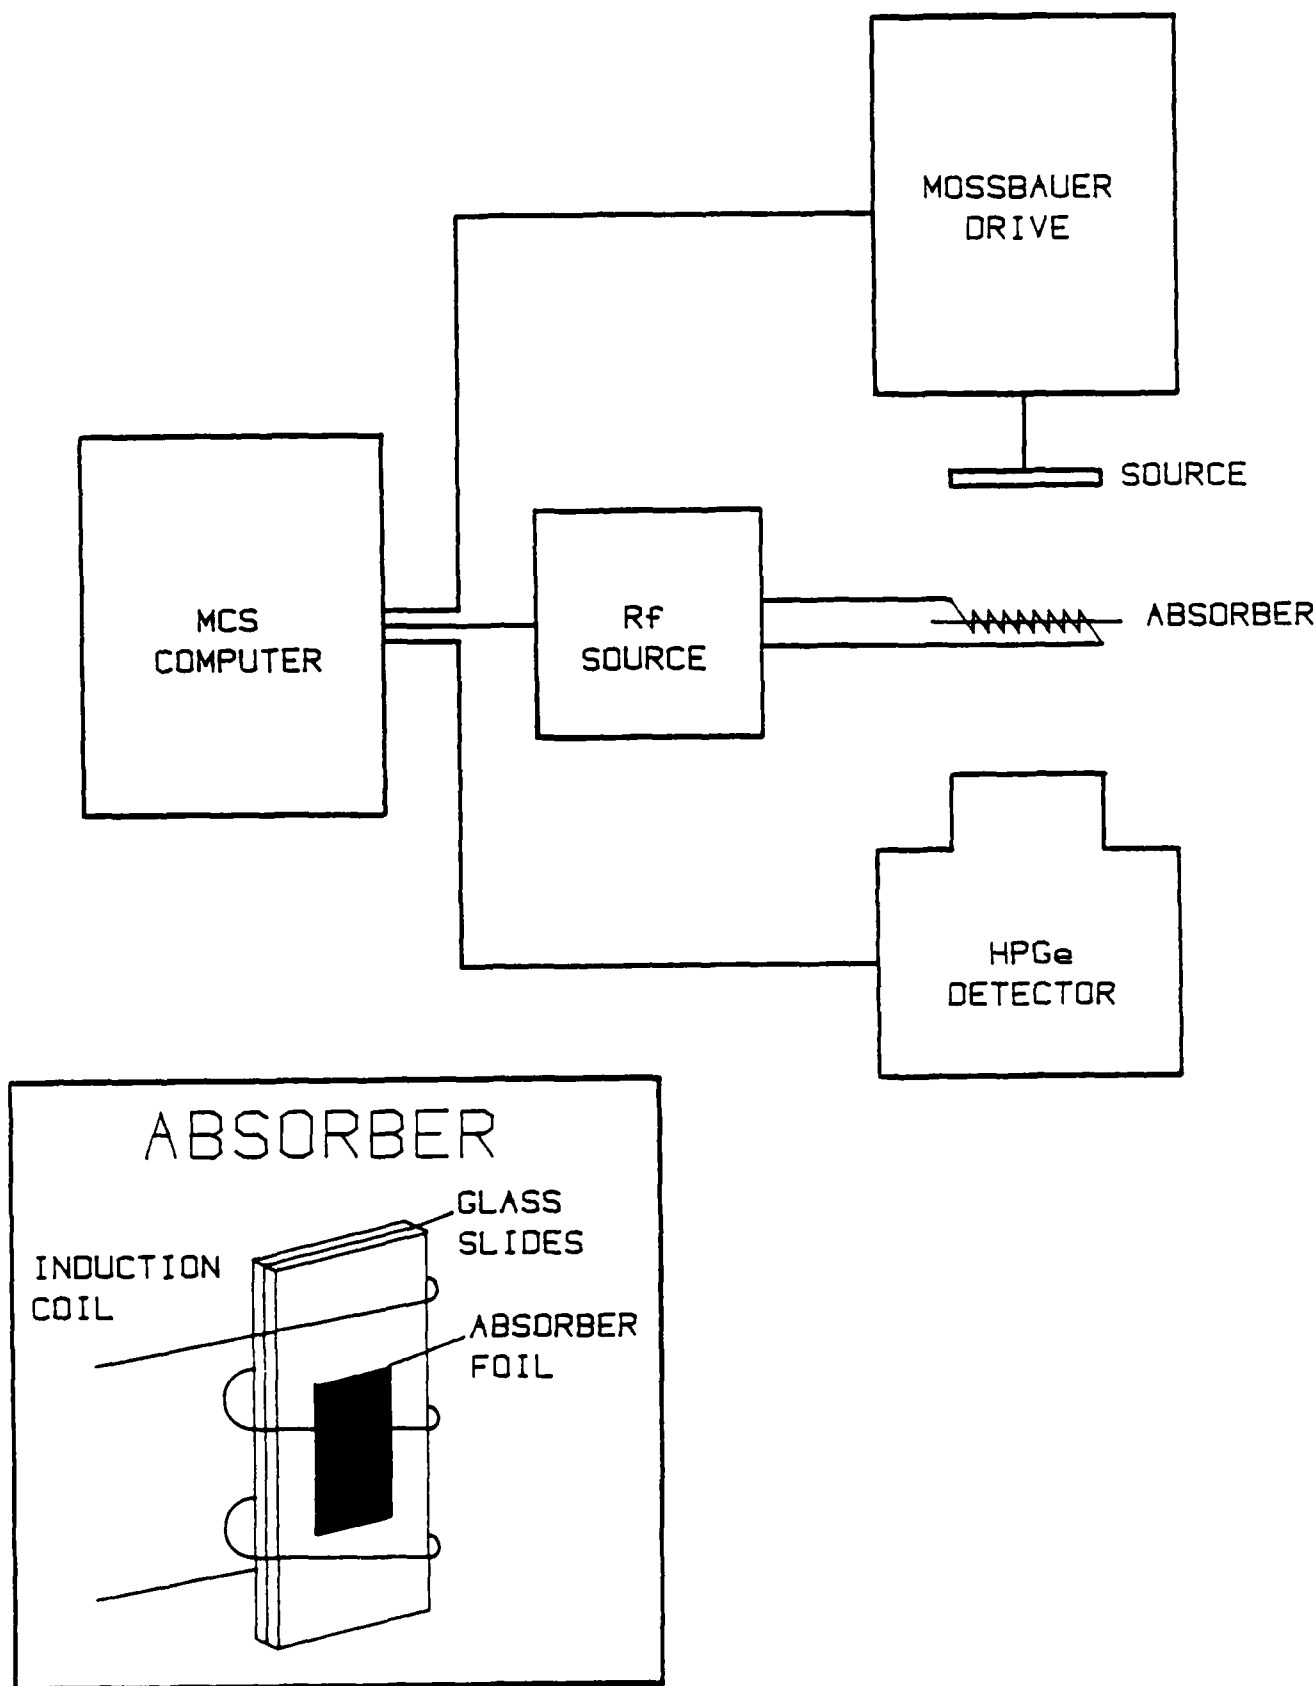 MOSSBAUER
DRIVE
SOURCE
MCS
COMPUTER
Rf
SOURCE
ABSORBER
HPGe
DETECTOR
ABSORBER
GLASS
SLIDES
INDUCTION
COIL
ABSORBER
FOIL